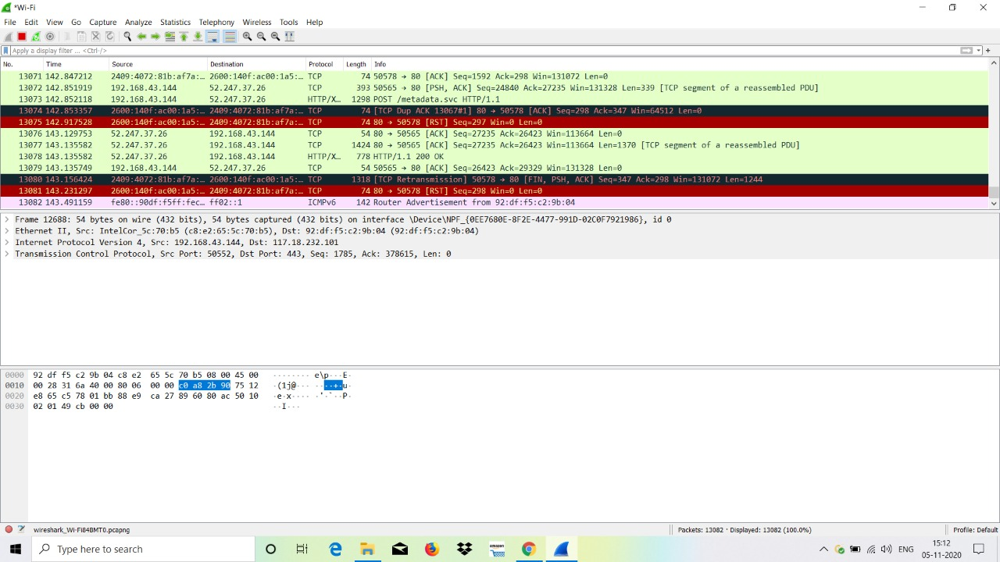 *Wi-Fi
File Edit View Go Capture Analyze Statistics Telephony Wireless Tools Help
Apply a display filter ... <Ctrl-/>
No. Time Source Destination Protocol Length Info
13071 142.847212 2409:4072:81b:af7a:… 2600:140f:ac00:1a5:… TCP 74 50578 → 80 [ACK] Seq=1592 Ack=298 Win=131072 Len=0
13072 142.851919 192.168.43.144 52.247.37.26 TCP 393 50565 → 80 [PSH, ACK] Seq=24840 Ack=27235 Win=131328 Len=339 [TCP segment of a reassembled PDU]
13073 142.852118 192.168.43.144 52.247.37.26 HTTP/X… 1298 POST /metadata.svc HTTP/1.1
13074 142.853357 2600:140f:ac00:1a5:… 2409:4072:81b:af7a:… TCP 74 [TCP Dup ACK 13067#1] 80 → 50578 [ACK] Seq=298 Ack=347 Win=64512 Len=0
13075 142.917528 2600:140f:ac00:1a5:… 2409:4072:81b:af7a:… TCP 74 80 → 50578 [RST] Seq=297 Win=0 Len=0
13076 143.129753 52.247.37.26 192.168.43.144 TCP 54 80 → 50565 [ACK] Seq=27235 Ack=26423 Win=113664 Len=0
13077 143.135582 52.247.37.26 192.168.43.144 TCP 1424 80 → 50565 [ACK] Seq=27235 Ack=26423 Win=113664 Len=1370 [TCP segment of a reassembled PDU]
13078 143.135582 52.247.37.26 192.168.43.144 HTTP/X… 778 HTTP/1.1 200 OK
13079 143.135749 192.168.43.144 52.247.37.26 TCP 54 50565 → 80 [ACK] Seq=26423 Ack=29329 Win=131328 Len=0
13080 143.156424 2409:4072:81b:af7a:… 2600:140f:ac00:1a5:… TCP 1318 [TCP Retransmission] 50578 → 80 [FIN, PSH, ACK] Seq=347 Ack=298 Win=131072 Len=1244
13081 143.231297 2600:140f:ac00:1a5:… 2409:4072:81b:af7a:… TCP 74 80 → 50578 [RST] Seq=298 Win=0 Len=0
13082 143.491159 fe80::90df:f5ff:fec… ff02::1 ICMPv6 142 Router Advertisement from 92:df:f5:c2:9b:04
Frame 12688: 54 bytes on wire (432 bits), 54 bytes captured (432 bits) on interface \Device\NPF_{0EE7680E-8F2E-4477-991D-02C0F7921986}, id 0
Ethernet II, Src: IntelCor_5c:70:b5 (c8:e2:65:5c:70:b5), Dst: 92:df:f5:c2:9b:04 (92:df:f5:c2:9b:04)
Internet Protocol Version 4, Src: 192.168.43.144, Dst: 117.18.232.101
Transmission Control Protocol, Src Port: 50552, Dst Port: 443, Seq: 1785, Ack: 378615, Len: 0
0000 92 df f5 c2 9b 04 c8 e2 65 5c 70 b5 08 00 45 00 ········ e\p···E·
0010 00 28 31 6a 40 00 80 06 00 00 c0 a8 2b 90 75 12 ·(1j@··· ····+·u·
0020 e8 65 c5 78 01 bb 88 e9 ca 27 89 60 80 ac 50 10 ·e·x···· ·'·`··P·
0030 02 01 49 cb 00 00 ··I···
wireshark_Wi-Fi84BMT0.pcapng Packets: 13082 · Displayed: 13082 (100.0%) Profile: Default
Type here to search
amazon
ENG
15:12
05-11-2020